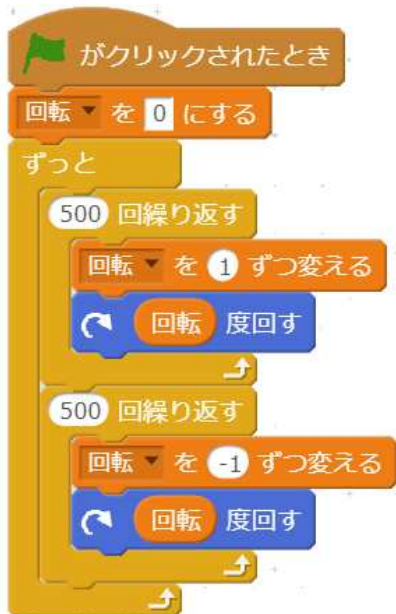 がクリックされたとき
回転 を 0 にする
ずっと
500 回繰り返す
回転 を 1 ずつ変える
回転 度回す
500 回繰り返す
回転 を -1 ずつ変える
回転 度回す